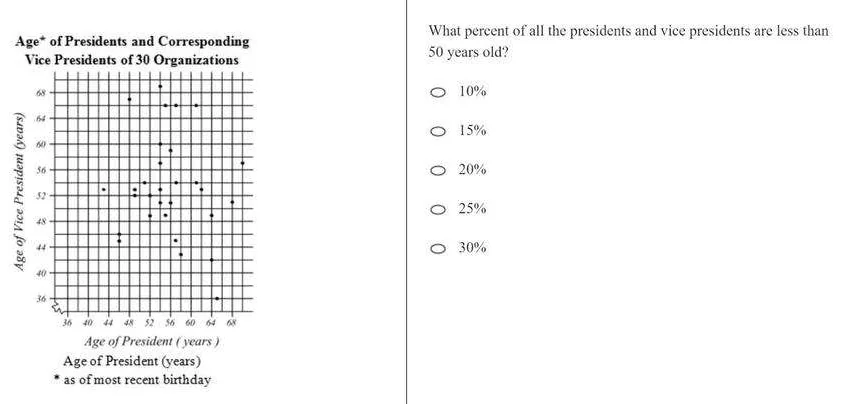 Age* of Presidents and Corresponding
Vice Presidents of 30 Organizations
Age of Vice President (years)
68
64
60
56
52
48
44
40
36
36 40 44 48 52 56 60 64 68
Age of President ( years )
Age of President (years)
* as of most recent birthday
What percent of all the presidents and vice presidents are less than
50 years old?
10%
15%
20%
25%
30%